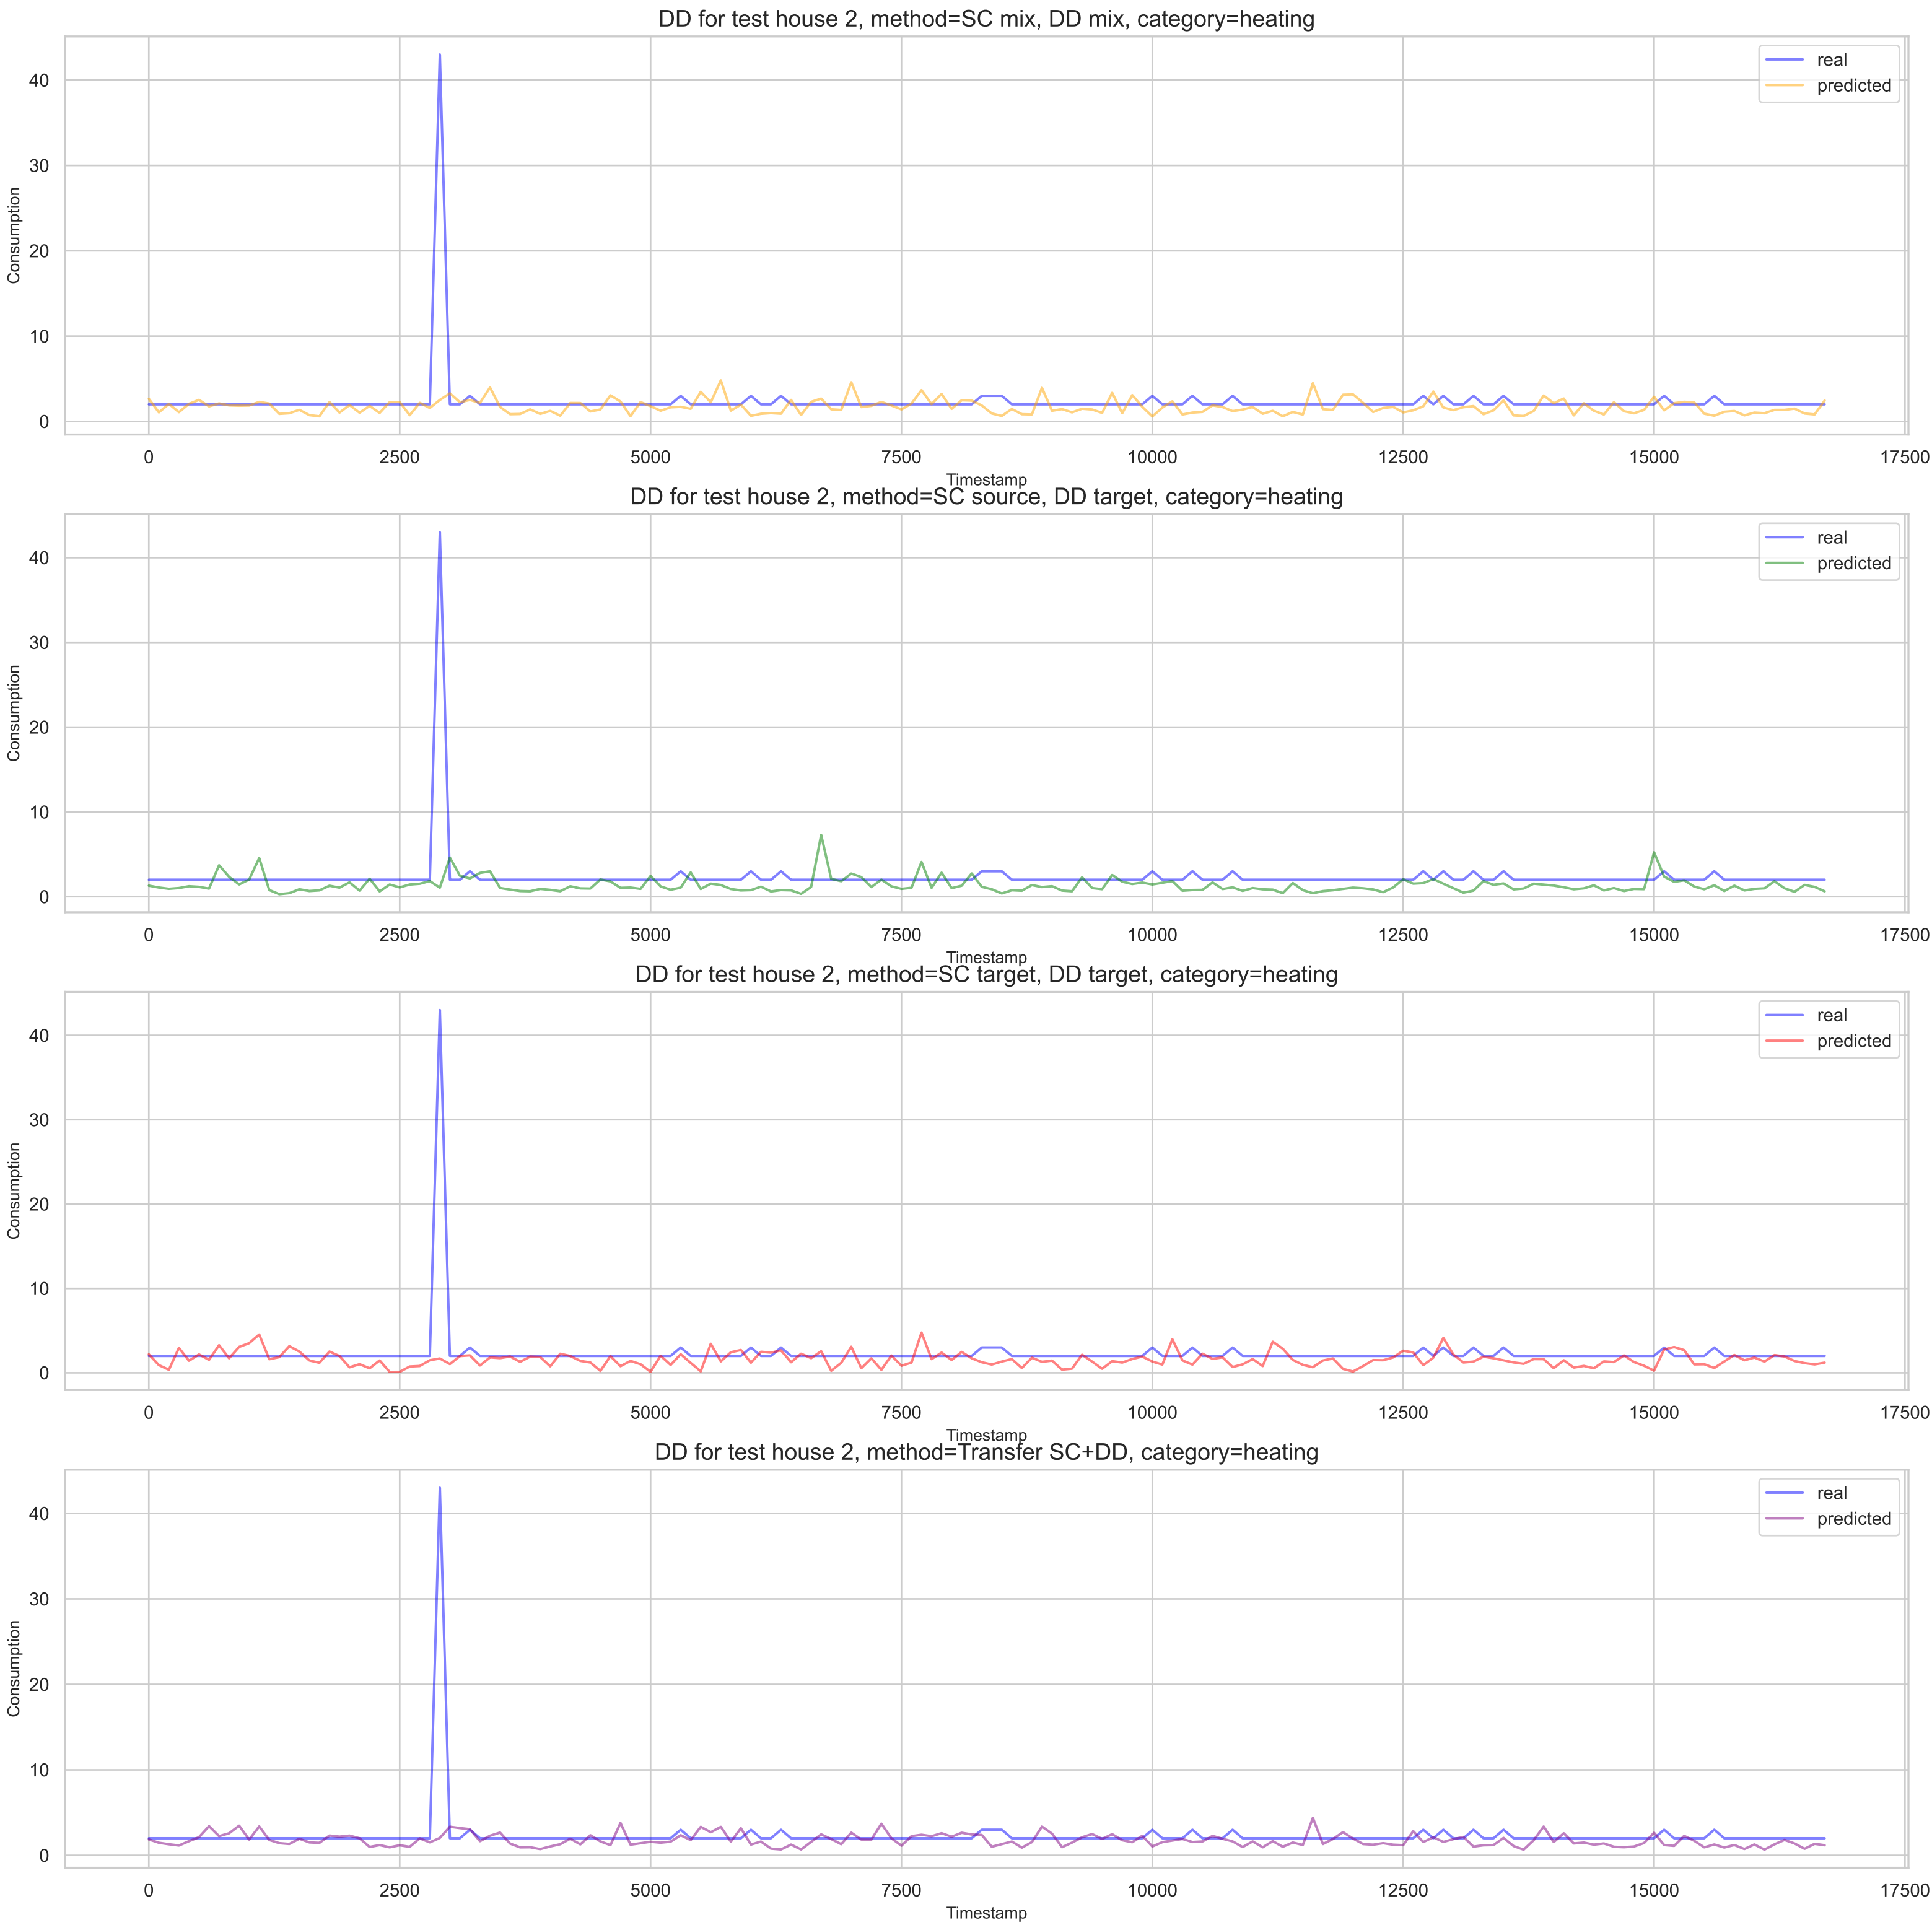 DD for test house 2, method=SC mix, DD mix, category=heating
real
predicted
40
30
20
10
0
Consumption
0 2500 5000 7500 10000 12500 15000 17500
Timestamp
DD for test house 2, method=SC source, DD target, category=heating
real
predicted
40
30
20
10
0
Consumption
0 2500 5000 7500 10000 12500 15000 17500
Timestamp
DD for test house 2, method=SC target, DD target, category=heating
real
predicted
40
30
20
10
0
Consumption
0 2500 5000 7500 10000 12500 15000 17500
Timestamp
DD for test house 2, method=Transfer SC+DD, category=heating
real
predicted
40
30
20
10
0
Consumption
0 2500 5000 7500 10000 12500 15000 17500
Timestamp